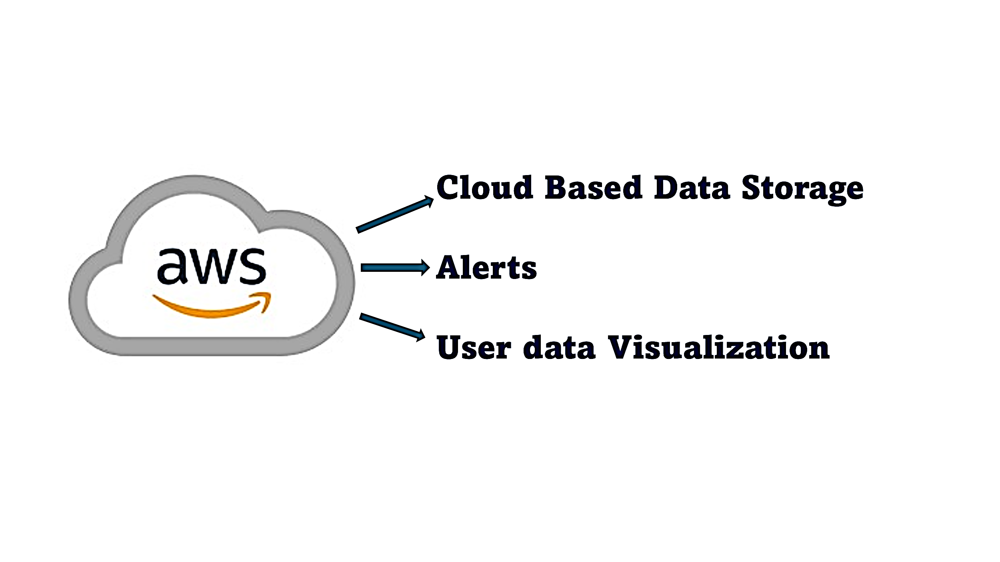 Cloud Based Data Storage
aws
Alerts
User data Visualization